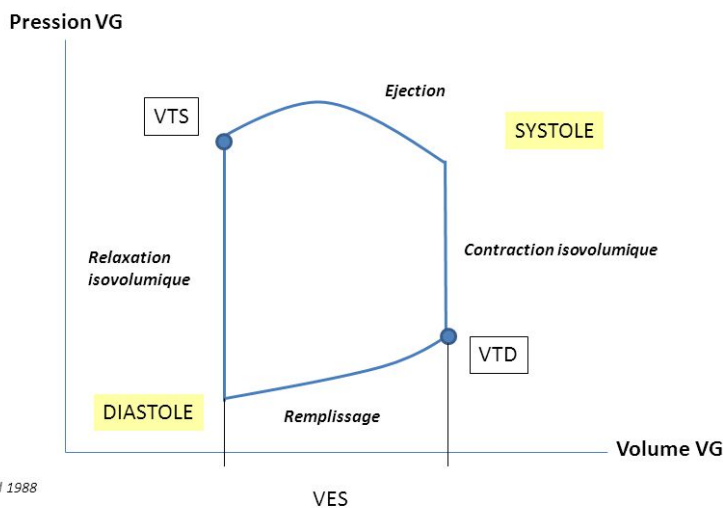 Pression VG
Ejection
VTS
SYSTOLE
Relaxation
isovolumique
Contraction isovolumique
VTD
DIASTOLE
Remplissage
Volume VG
1988
VES